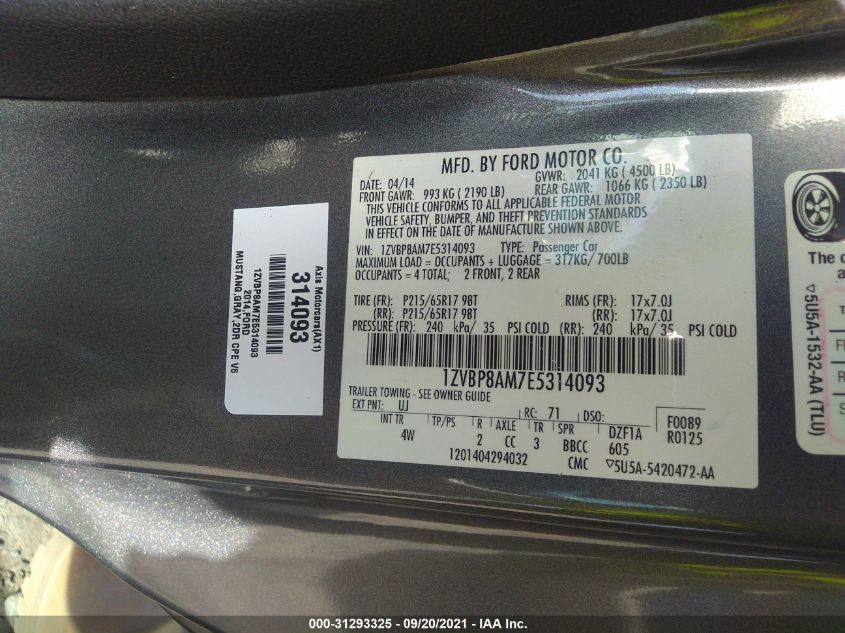 MFD. BY FORD MOTOR CO.
DATE: 04/14 GVWR: 2041 KG ( 4500 LB)
FRONT GAWR: 993 KG ( 2190 LB) REAR GAWR: 1066 KG ( 2350 LB)
THIS VEHICLE CONFORMS TO ALL APPLICABLE FEDERAL MOTOR
VEHICLE SAFETY, BUMPER, AND THEFT PREVENTION STANDARDS
IN EFFECT ON THE DATE OF MANUFACTURE SHOWN ABOVE.
VIN: 1ZVBP8AM7E5314093 TYPE: Passenger Car
MAXIMUM LOAD = OCCUPANTS + LUGGAGE = 317KG/ 700LB
OCCUPANTS = 4 TOTAL; 2 FRONT, 2 REAR
TIRE (FR): P215/65R17 98T RIMS (FR): 17x7.0J
(RR): P215/65R17 98T (RR): 17x7.0J
PRESSURE (FR): 240 kPa/ 35 PSI COLD (RR): 240 kPa/ 35 PSI COLD
1ZVBP8AM7E5314093
TRAILER TOWING - SEE OWNER GUIDE
EXT PNT: UJ RC: 71 DSO: F0089
INT TR TP/PS R AXLE TR SPR DZF1A R0125
4W 2 CC 3 BBCC 605
1201404294032 CMC ▽5U5A-5420472-AA
Axis Motorcars(AX1)
314093
1ZVBP8AM7E5314093
2014,FORD
MUSTANG,GRAY,2DR CPE V6
The
▽5U5A-1532-AA (TLU)
000-31293325 - 09/20/2021 - IAA Inc.